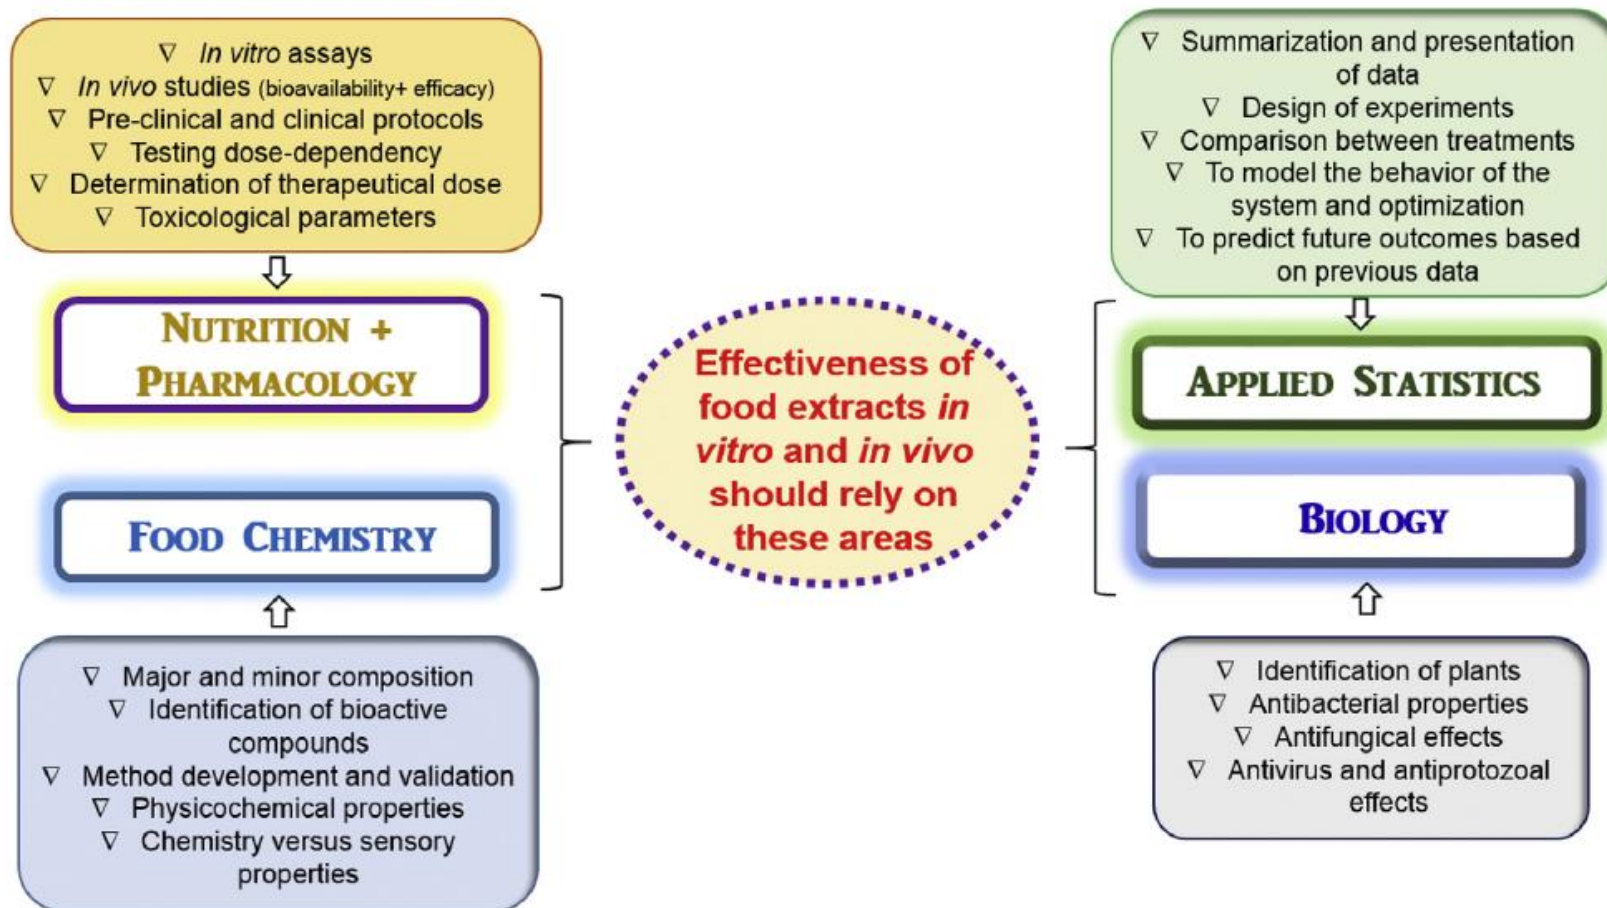 ∇ In vitro assays
∇ In vivo studies (bioavailability+ efficacy)
∇ Pre-clinical and clinical protocols
∇ Testing dose-dependency
∇ Determination of therapeutical dose
∇ Toxicological parameters
NUTRITION +
PHARMACOLOGY
FOOD CHEMISTRY
∇ Major and minor composition
∇ Identification of bioactive
compounds
∇ Method development and validation
∇ Physicochemical properties
∇ Chemistry versus sensory
properties
Effectiveness of
food extracts in
vitro and in vivo
should rely on
these areas
∇ Summarization and presentation
of data
∇ Design of experiments
∇ Comparison between treatments
∇ To model the behavior of the
system and optimization
∇ To predict future outcomes based
on previous data
APPLIED STATISTICS
BIOLOGY
∇ Identification of plants
∇ Antibacterial properties
∇ Antifungical effects
∇ Antivirus and antiprotozoal
effects